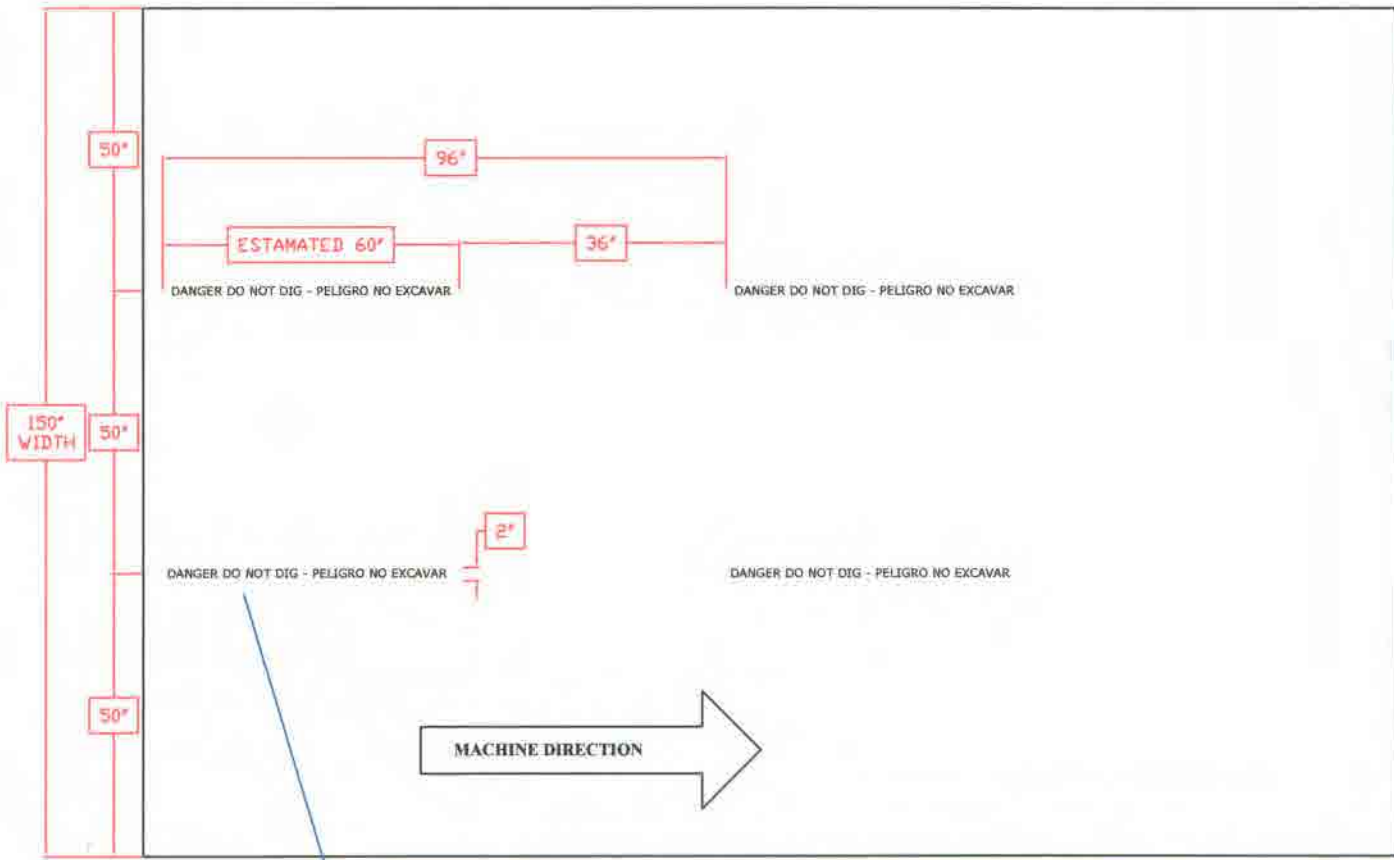 50"
96"
ESTAMATED 60"
36"
DANGER DO NOT DIG - PELIGRO NO EXCAVAR
DANGER DO NOT DIG - PELIGRO NO EXCAVAR
150"
WIDTH
50"
2"
DANGER DO NOT DIG - PELIGRO NO EXCAVAR
DANGER DO NOT DIG - PELIGRO NO EXCAVAR
50"
MACHINE DIRECTION